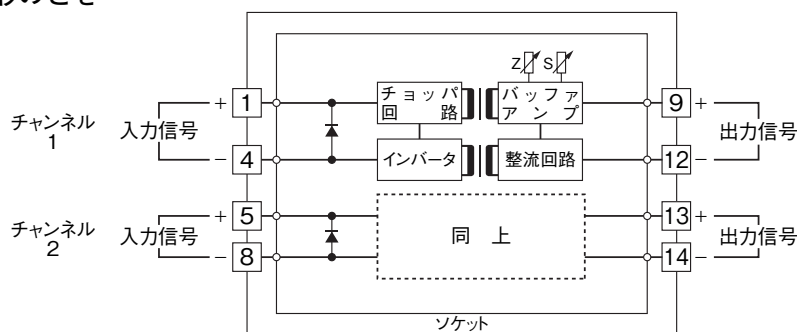 Z S
チョッパ
回路
バッファ
アンプ
+ 1
9 +
チャンネル
1
入力信号
出力信号
− 4
インバータ
整流回路
12 −
+ 5
13 +
チャンネル
2
入力信号
同 上
出力信号
− 8
14 −
ソケット